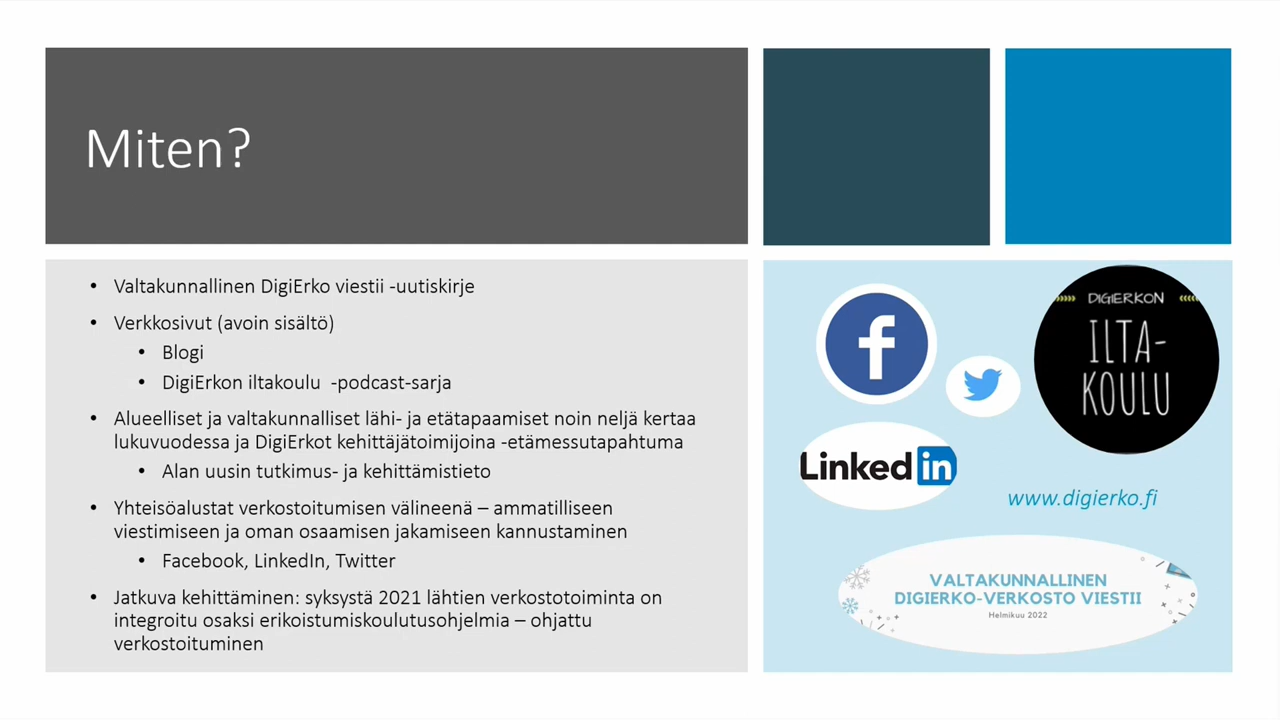 Miten?
• Valtakunnallinen DigiErko viestii -uutiskirje
• Verkkosivut (avoin sisältö)
• Blogi
• DigiErkon iltakoulu -podcast-sarja
• Alueelliset ja valtakunnalliset lähi- ja etätapaamiset noin neljä kertaa
lukuvuodessa ja DigiErkot kehittäjätoimijoina -etämessutapahtuma
• Alan uusin tutkimus- ja kehittämistieto
• Yhteisöalustat verkostoitumisen välineenä – ammatilliseen
viestimiseen ja oman osaamisen jakamiseen kannustaminen
• Facebook, LinkedIn, Twitter
• Jatkuva kehittäminen: syksystä 2021 lähtien verkostotoiminta on
integroitu osaksi erikoistumiskoulutusohjelmia – ohjattu
verkostoituminen
f
DIGIERKON
ILTA-
KOULU
Linked in
www.digierko.fi
VALTAKUNNALLINEN
DIGIERKO-VERKOSTO VIESTII
Helmikuu 2022